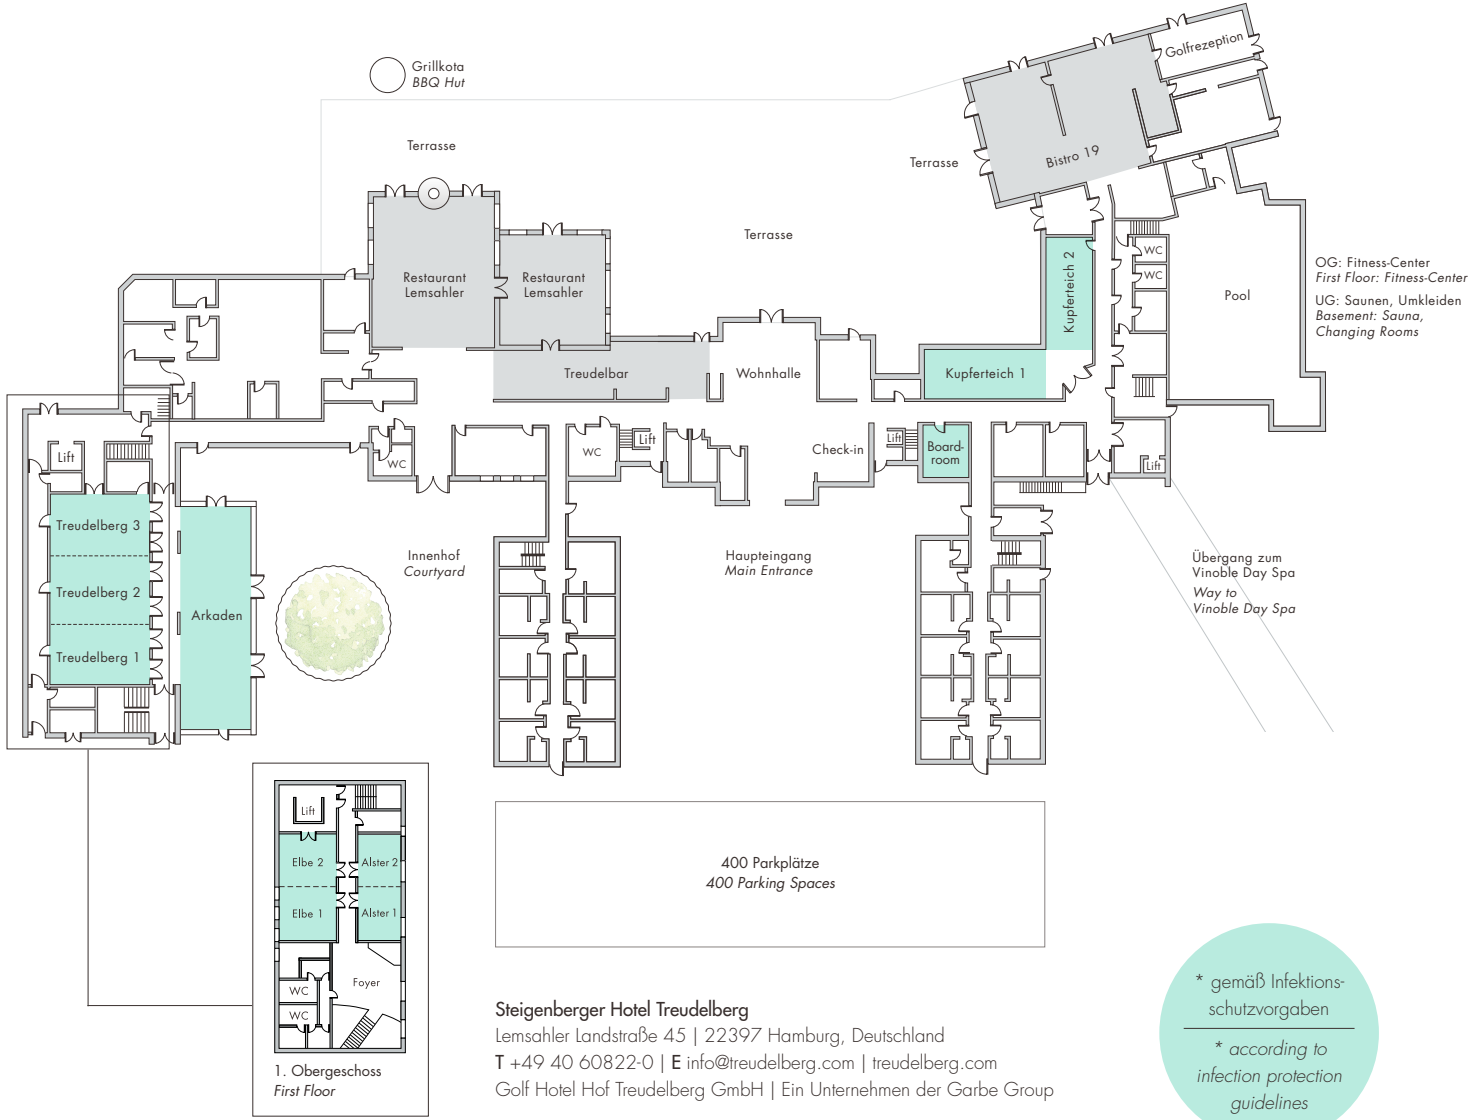 Grillkota
BBQ Hut
Terrasse
Golfrezeption
Bistro 19
Terrasse
Terrasse
Restaurant
Lemsahler
Restaurant
Lemsahler
Kupferteich 2
WC
WC
Pool
OG: Fitness-Center
First Floor: Fitness-Center
UG: Saunen, Umkleiden
Basement: Sauna,
Changing Rooms
Treudelbar
Wohnhalle
Kupferteich 1
Lift
WC
WC
Lift
Check-in
Lift
Board-
room
Lift
Treudelberg 3
Treudelberg 2
Treudelberg 1
Arkaden
Innenhof
Courtyard
Haupteingang
Main Entrance
Übergang zum
Vinoble Day Spa
Way to
Vinoble Day Spa
Lift
Elbe 2
Alster 2
Elbe 1
Alster 1
Foyer
WC
WC
1. Obergeschoss
First Floor
400 Parkplätze
400 Parking Spaces
Steigenberger Hotel Treudelberg
Lemsahler Landstraße 45 | 22397 Hamburg, Deutschland
T +49 40 60822-0 | E info@treudelberg.com | treudelberg.com
Golf Hotel Hof Treudelberg GmbH | Ein Unternehmen der Garbe Group
* gemäß Infektions-
schutzvorgaben
* according to
infection protection
guidelines